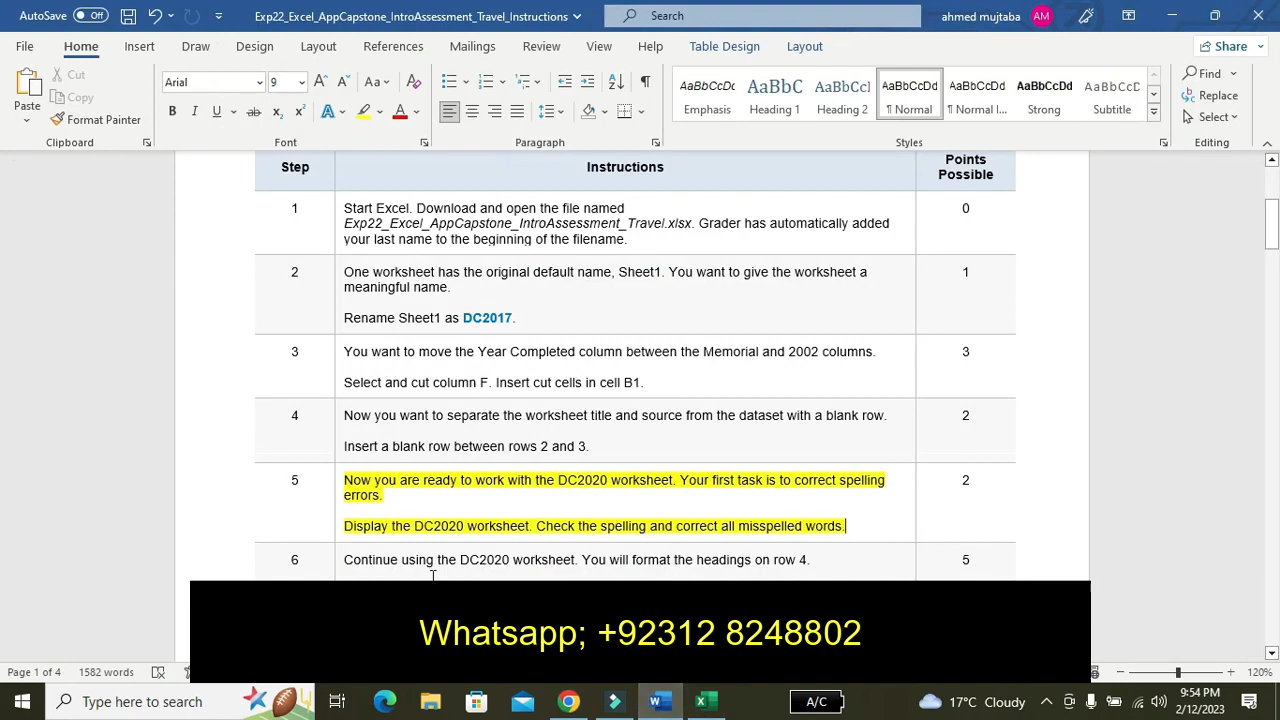 AutoSave Off
Exp22_Excel_AppCapstone_IntroAssessment_Travel_Instructions
Search
ahmed mujtaba
AM
File Home Insert Draw Design Layout References Mailings Review View Help Table Design Layout
Share
Paste
Cut
Copy
Format Painter
Clipboard
Arial 9
Font
Paragraph
AaBbCcDc AaBbC AaBbCcI AaBbCcDd AaBbCcDd AaBbCcDd AaBbCcD
Emphasis Heading 1 Heading 2 ¶ Normal ¶ Normal I... Strong Subtitle
Styles
Find
Replace
Select
Editing
Step Instructions Points Possible
1 Start Excel. Download and open the file named 0
Exp22_Excel_AppCapstone_IntroAssessment_Travel.xlsx. Grader has automatically added
your last name to the beginning of the filename.
2 One worksheet has the original default name, Sheet1. You want to give the worksheet a 1
meaningful name.
Rename Sheet1 as DC2017.
3 You want to move the Year Completed column between the Memorial and 2002 columns. 3
Select and cut column F. Insert cut cells in cell B1.
4 Now you want to separate the worksheet title and source from the dataset with a blank row. 2
Insert a blank row between rows 2 and 3.
5 Now you are ready to work with the DC2020 worksheet. Your first task is to correct spelling 2
errors.
Display the DC2020 worksheet. Check the spelling and correct all misspelled words.
6 Continue using the DC2020 worksheet. You will format the headings on row 4. 5
Whatsapp; +92312 8248802
Page 1 of 4 1582 words
120%
Type here to search
A/C
17°C Cloudy
9:54 PM
2/12/2023